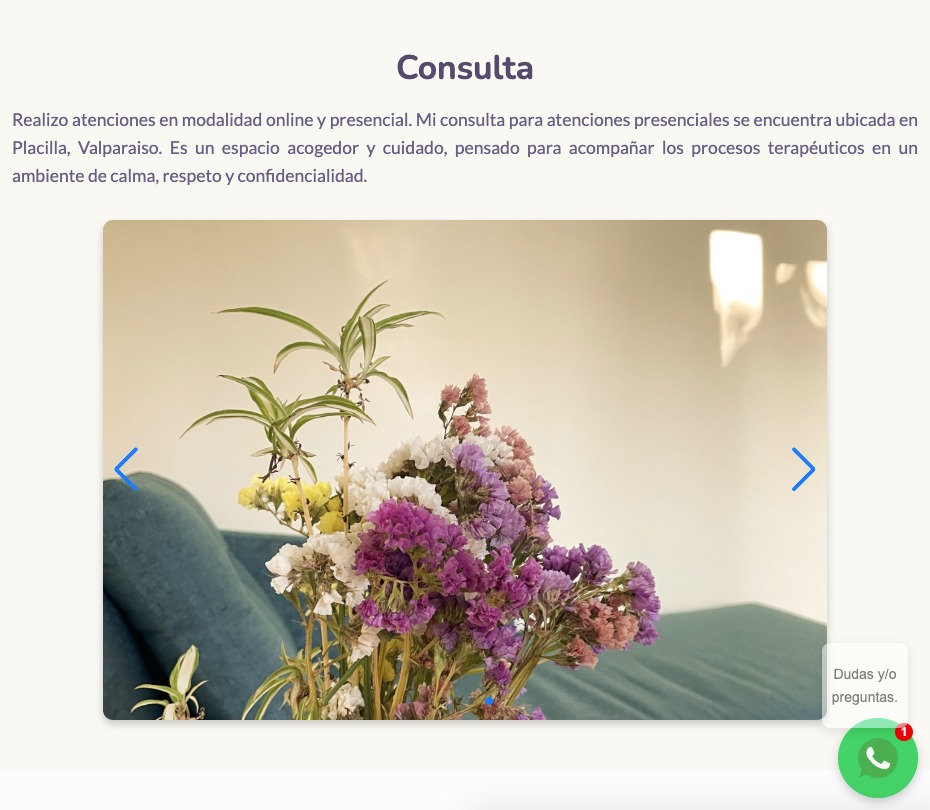 Consulta
Realizo atenciones en modalidad online y presencial. Mi consulta para atenciones presenciales se encuentra ubicada en
Placilla, Valparaiso. Es un espacio acogedor y cuidado, pensado para acompañar los procesos terapéuticos en un
ambiente de calma, respeto y confidencialidad.
Dudas y/o
preguntas.
1